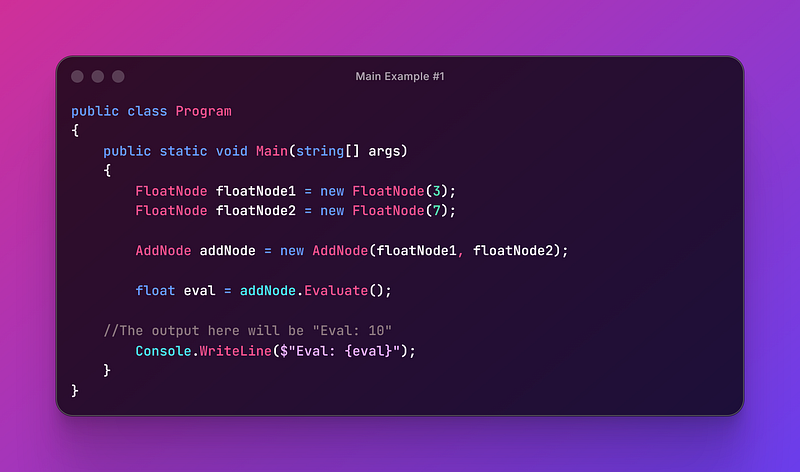 Main Example #1
public class Program
{
    public static void Main(string[] args)
    {
        FloatNode floatNode1 = new FloatNode(3);
        FloatNode floatNode2 = new FloatNode(7);
        AddNode addNode = new AddNode(floatNode1, floatNode2);
        float eval = addNode.Evaluate();
    //The output here will be "Eval: 10"
        Console.WriteLine($"Eval: {eval}");
    }
}